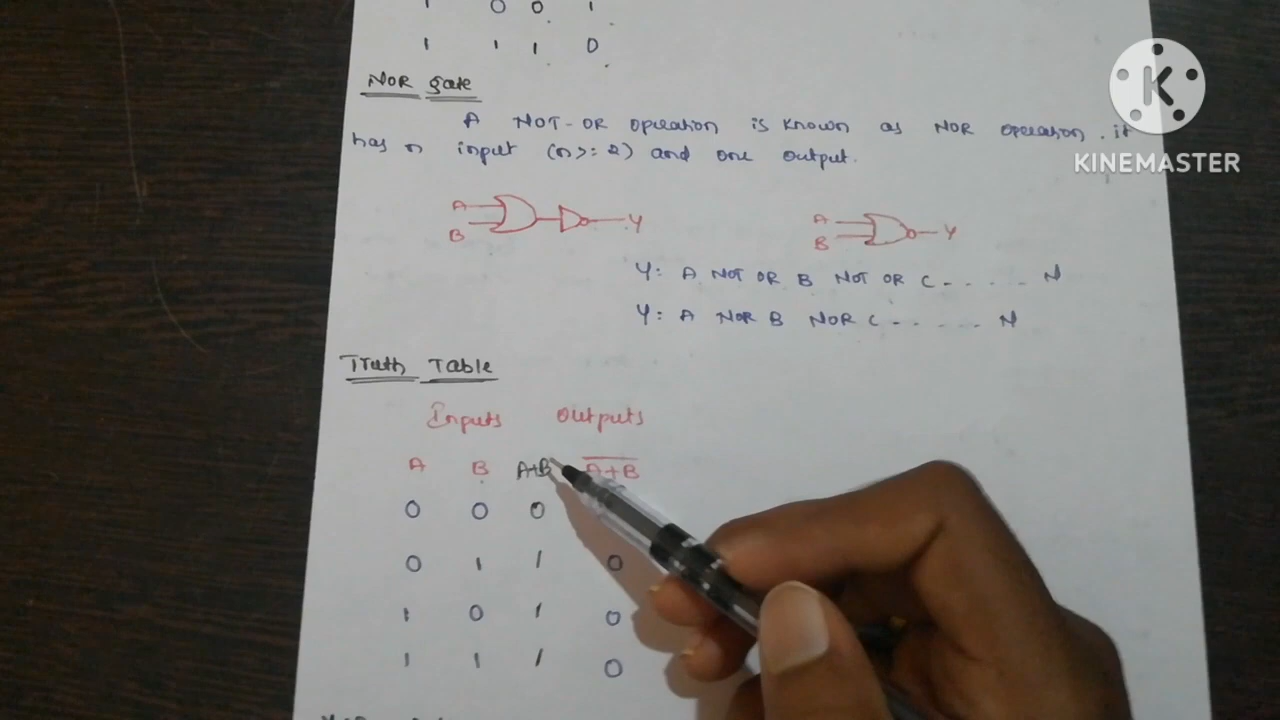 1 0 0 1
1 1 1 0
NOR gate
A NOT-OR operation is known as NOR operation. it
has n input (n>=2) and one output.
A
B
Y
A
B
Y
Y: A NOT OR B NOT OR C - . . . . . N
Y: A NOR B NOR C - . . . . . N
Truth Table
Inputs Outputs
A B A+B A̅+̅B̅
0 0 0
0 1 1 0
1 0 1 0
1 1 1 0
K
KINEMASTER